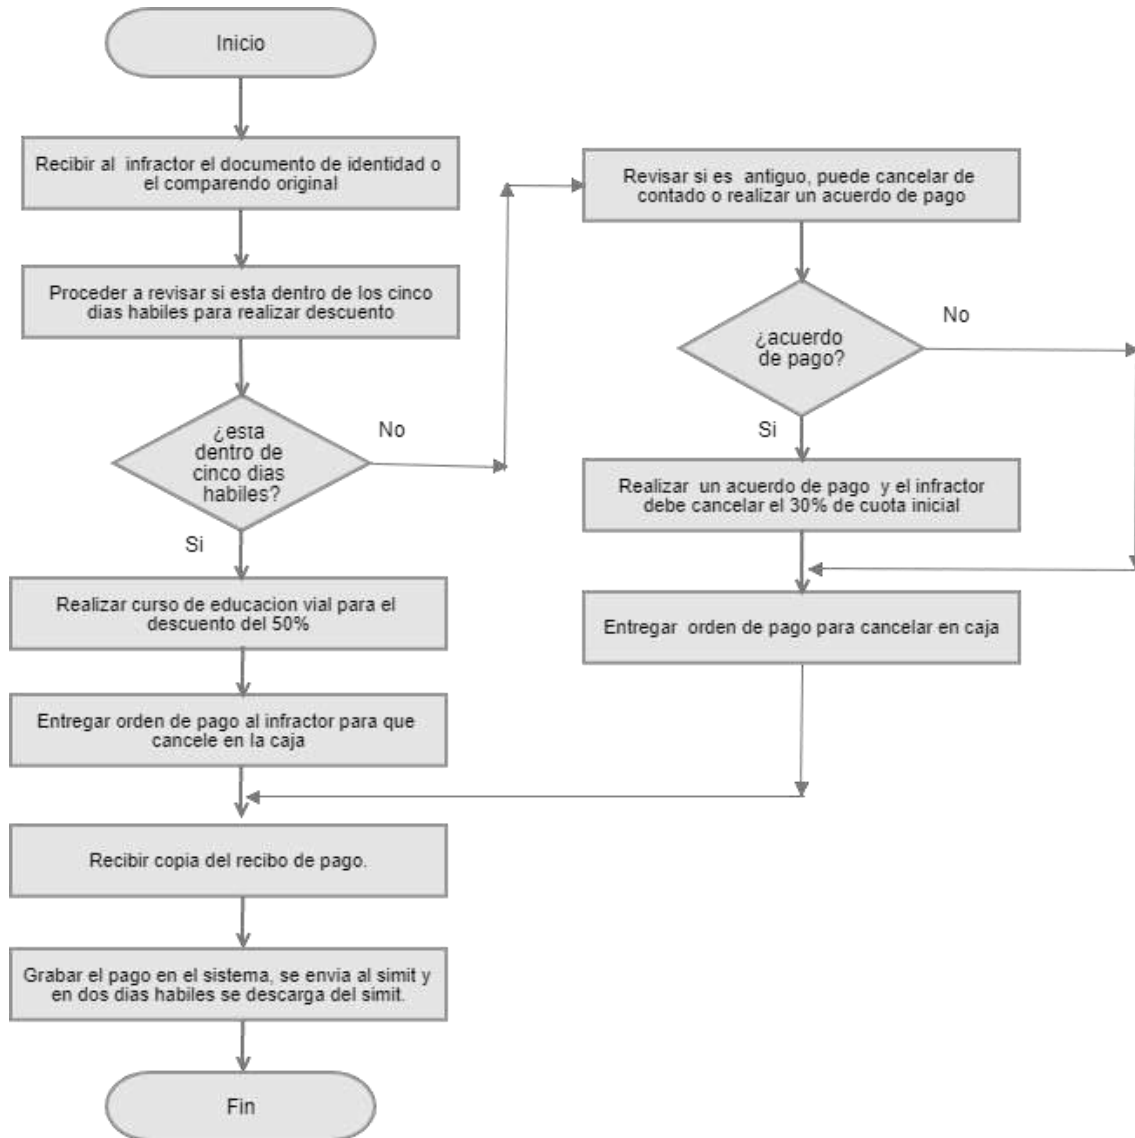 Inicio
Recibir al infractor el documento de identidad o
el comparendo original
Proceder a revisar si esta dentro de los cinco
dias habiles para realizar descuento
¿esta
dentro de
cinco dias
habiles?
No
Si
Realizar curso de educacion vial para el
descuento del 50%
Entregar orden de pago al infractor para que
cancele en la caja
Recibir copia del recibo de pago.
Grabar el pago en el sistema, se envia al simit y
en dos dias habiles se descarga del simit.
Fin
Revisar si es antiguo, puede cancelar de
contado o realizar un acuerdo de pago
¿acuerdo
de pago?
No
Si
Realizar un acuerdo de pago y el infractor
debe cancelar el 30% de cuota inicial
Entregar orden de pago para cancelar en caja